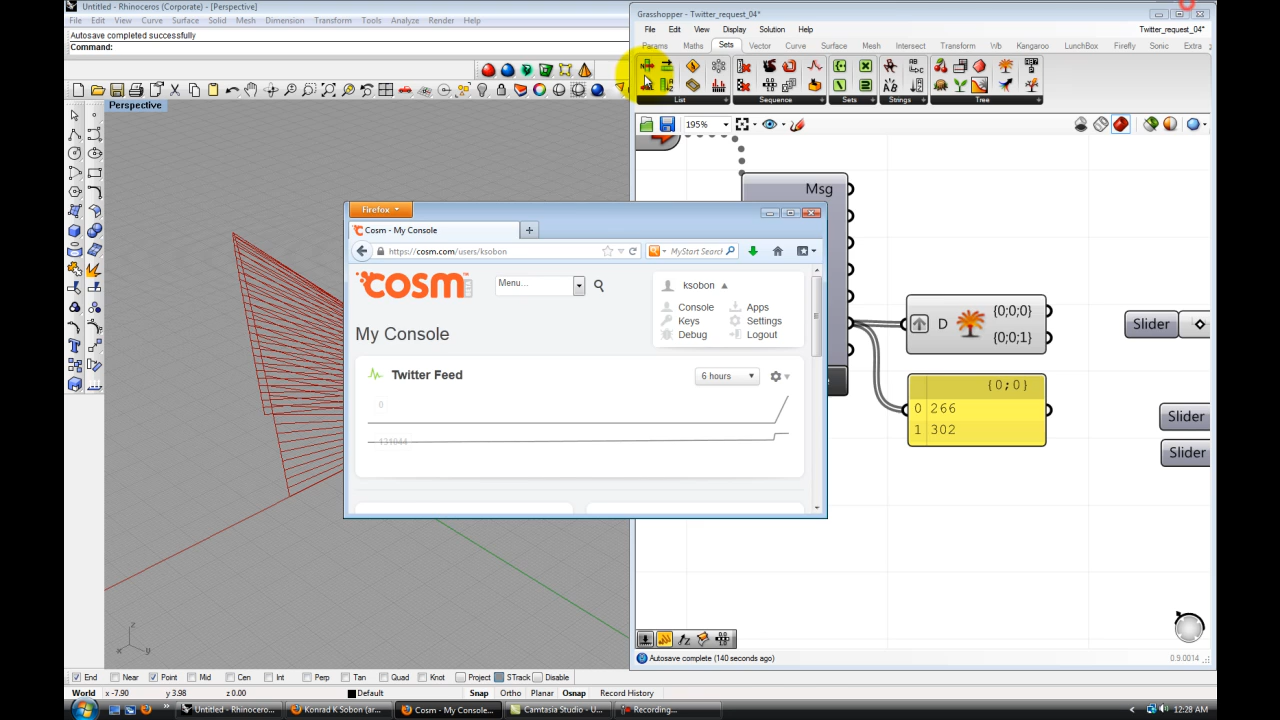 Untitled - Rhinoceros (Corporate) - [Perspective]
File Edit View Curve Surface Solid Mesh Dimension Transform Tools Analyze Render Help
Autosave completed successfully
Command:
Perspective
Grasshopper - Twitter_request_04*
File Edit View Display Solution Help
Twitter_request_04*
Params Maths Sets Vector Curve Surface Mesh Intersect Transform Wb Kangaroo LunchBox Firefly Sonic Extra
List Sequence Sets Strings Tree
195%
Msg
D {0;0;0}
{0;0;1}
{0;0}
0 266
1 302
Slider
Slider
Slider
Firefox
Cosm - My Console
https://cosm.com/users/ksobon
MyStart Search
cosm
Menu...
ksobon
Console Apps
Keys Settings
Debug Logout
My Console
Twitter Feed
6 hours
0
131044
z
x y
Autosave complete (140 seconds ago)
0.9.0014
End Near Point Mid Cen Int Perp Tan Quad Knot Project STrack Disable
World x -7.90 y 3.98 z 0.00 Default Snap Ortho Planar Osnap Record History
Untitled - Rhinocero... Konrad K Sobon (ar... Cosm - My Console... Camtasia Studio - U... Recording... 12:28 AM